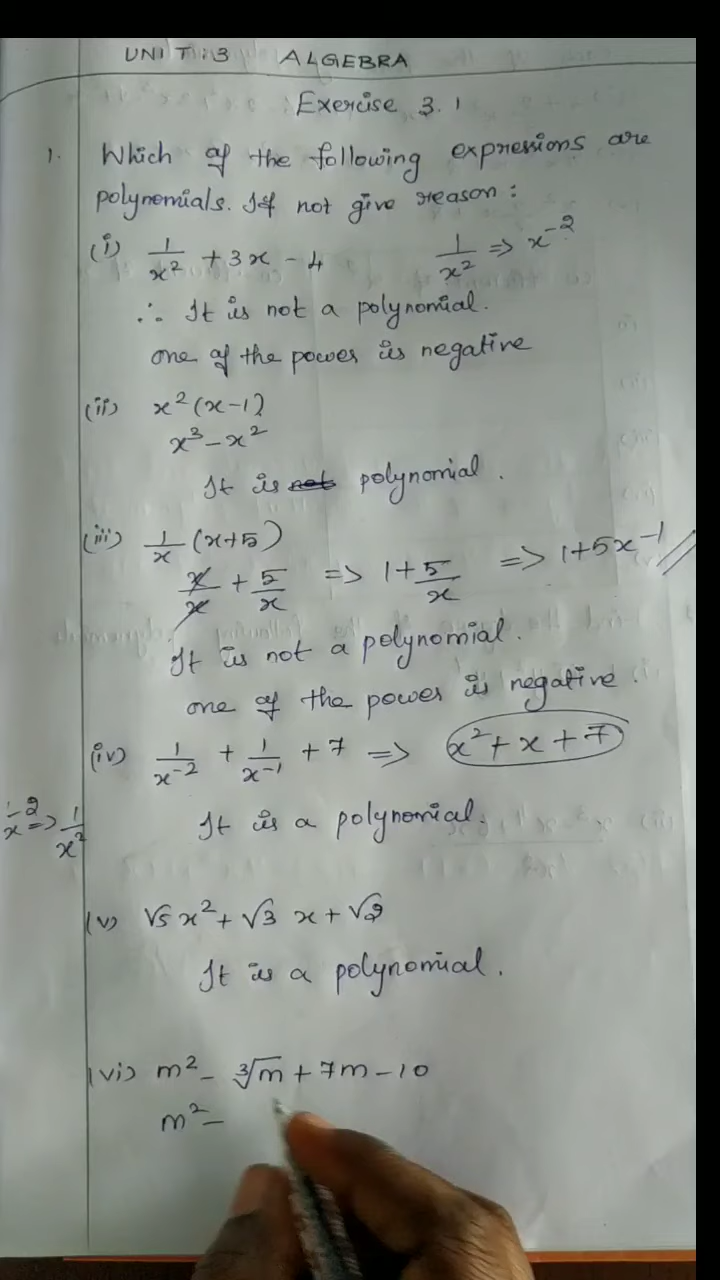 UNIT:3 ALGEBRA
Exercise 3.1
1. Which of the following expressions are
polynomials. If not give reason:
(i) 1/x² + 3x - 4 1/x² => x⁻²
∴ It is not a polynomial.
one of the power is negative
(ii) x²(x-1)
x³-x²
It is not polynomial.
(iii) 1/x (x+5)
x/x + 5/x => 1+5/x => 1+5x⁻¹ //
It is not a polynomial.
one of the power is negative.
(iv) 1/x⁻² + 1/x⁻¹ + 7 => x²+x+7
x⁻² => 1/x²
It is a polynomial.
(v) √5 x² + √3 x + √2
It is a polynomial.
(vi) m² - ∛m + 7m - 10
m² -